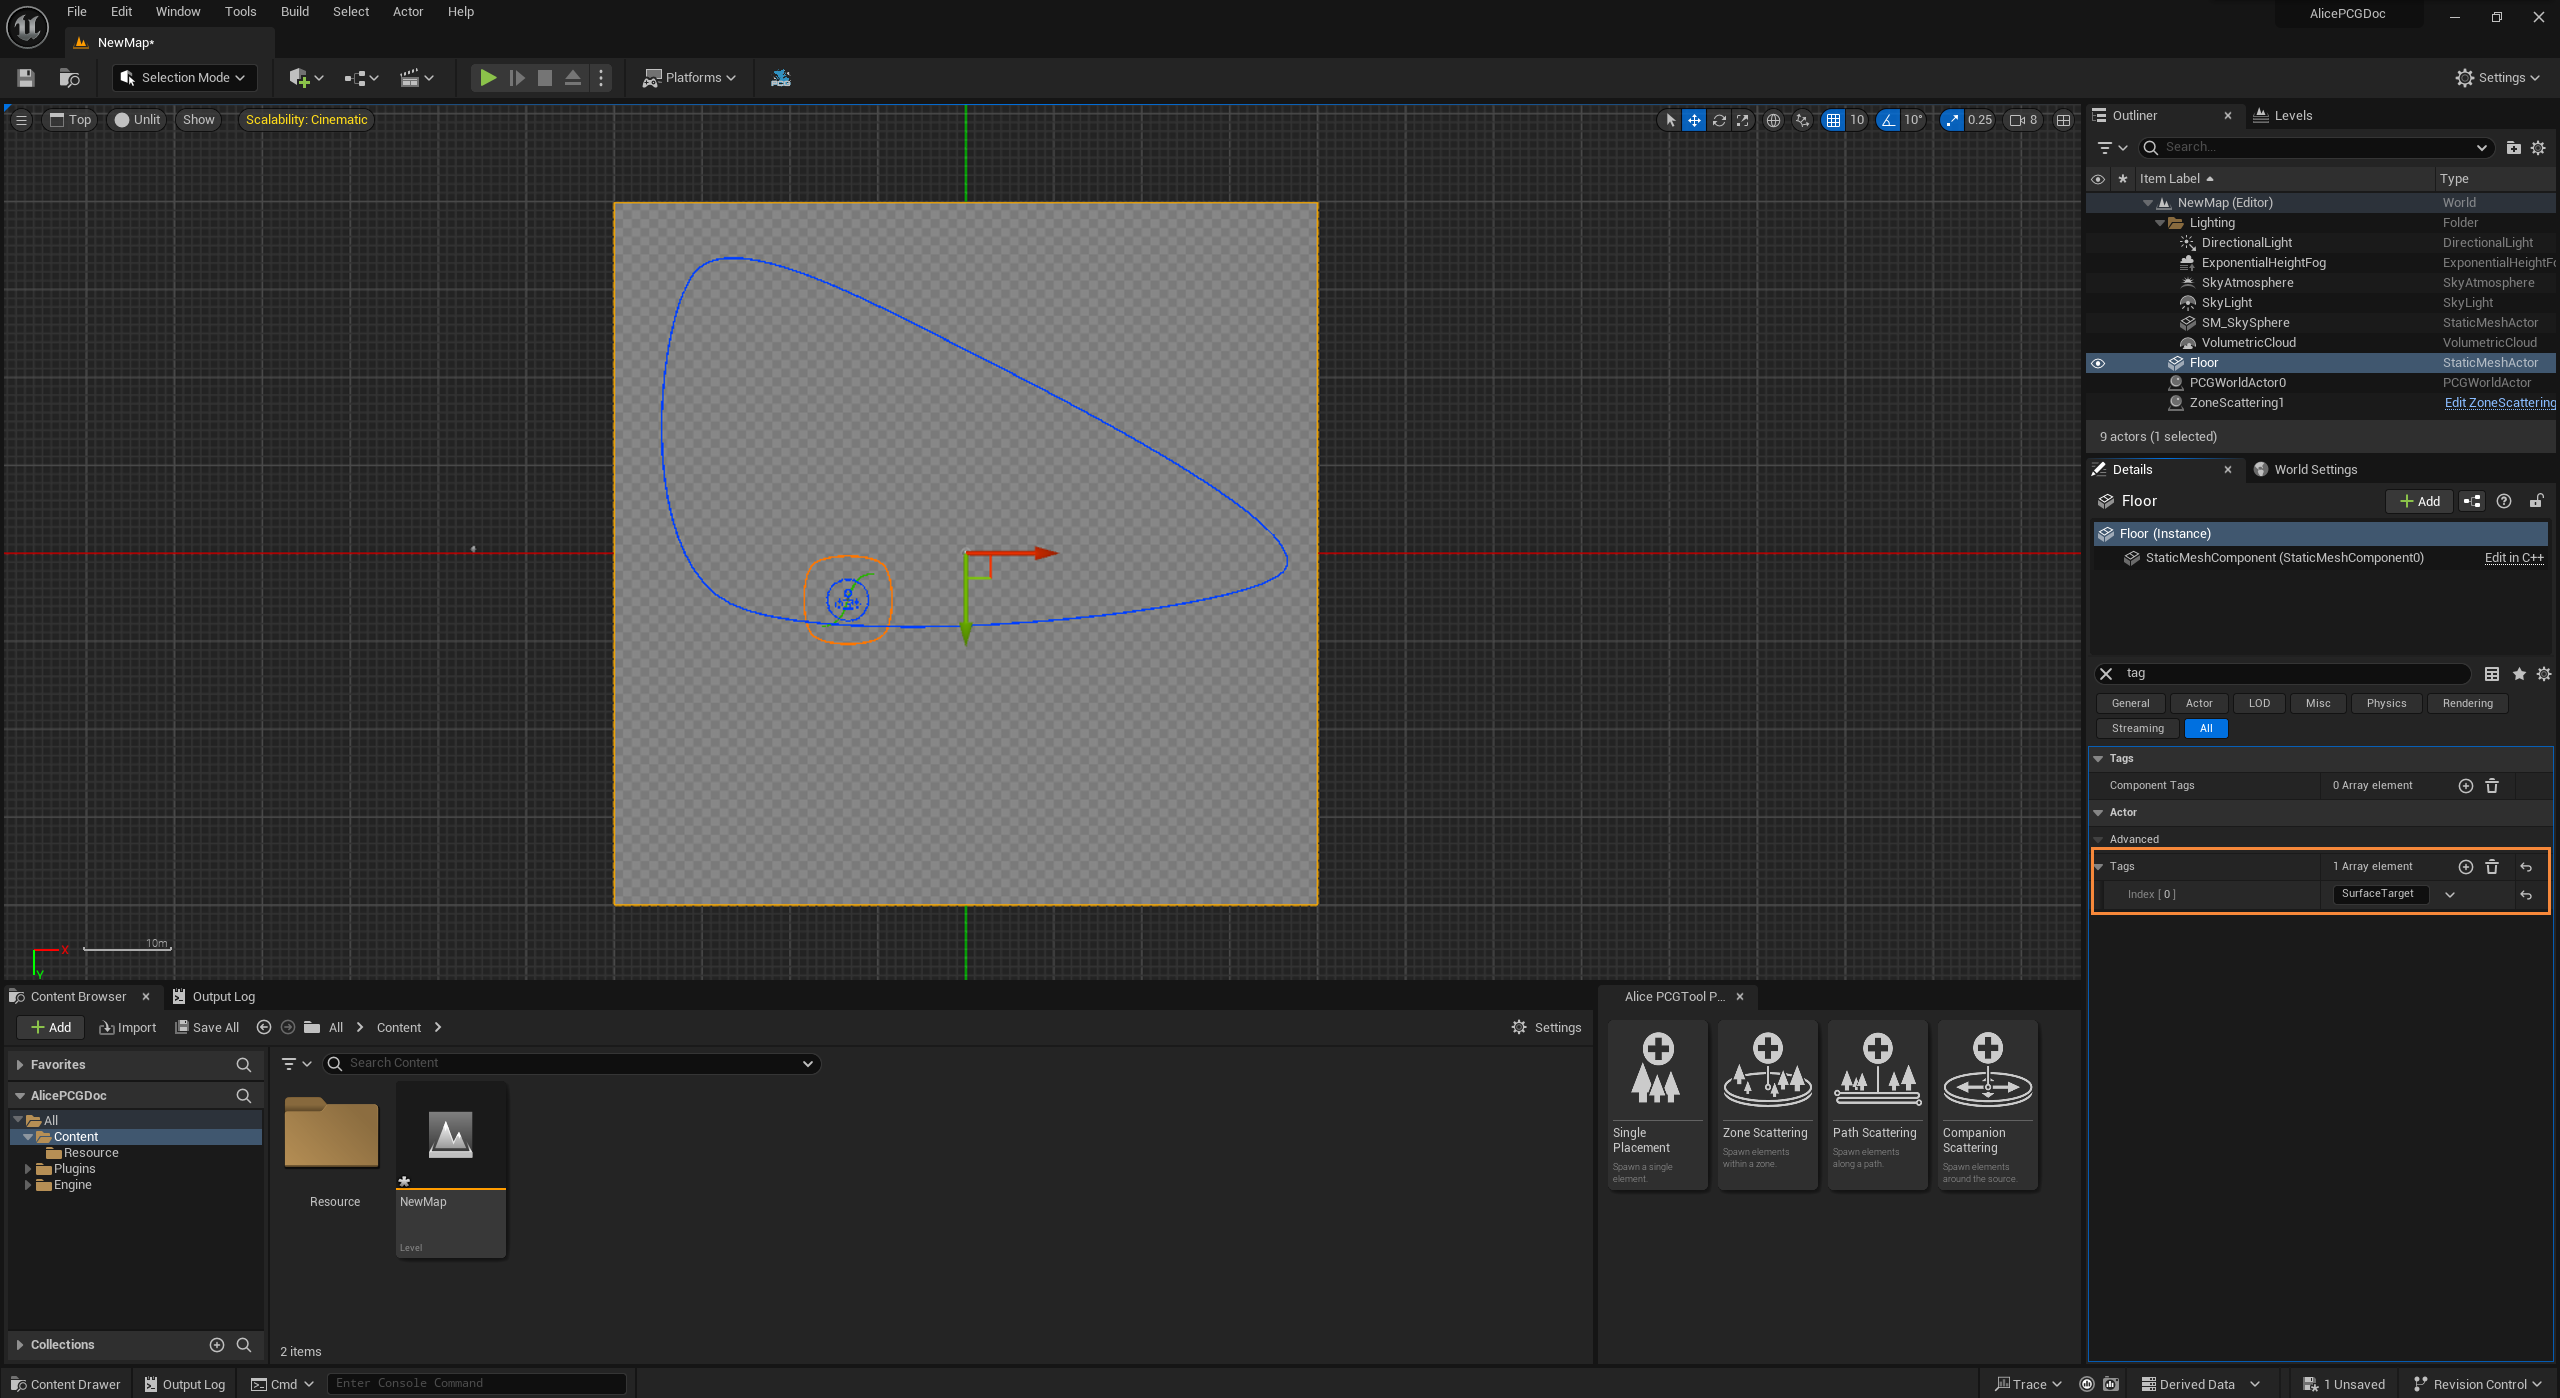 File Edit Window Tools Build Select Actor Help
AlicePCGDoc
NewMap*
Selection Mode
Platforms
Settings
Top
Unlit
Show
Scalability: Cinematic
10
10°
0.25
8
X
Y
10m
Outliner
Levels
Search...
Item Label
Type
NewMap (Editor) World
Lighting Folder
DirectionalLight DirectionalLight
ExponentialHeightFog ExponentialHeightFo
SkyAtmosphere SkyAtmosphere
SkyLight SkyLight
SM_SkySphere StaticMeshActor
VolumetricCloud VolumetricCloud
Floor StaticMeshActor
PCGWorldActor0 PCGWorldActor
ZoneScattering1 Edit ZoneScattering
9 actors (1 selected)
Details
World Settings
Floor
Add
Floor (Instance)
StaticMeshComponent (StaticMeshComponent0) Edit in C++
tag
General Actor LOD Misc Physics Rendering
Streaming All
Tags
Component Tags 0 Array element
Actor
Advanced
Tags 1 Array element
Index [ 0 ] SurfaceTarget
Content Browser
Output Log
Add
Import
Save All
All
Content
Settings
Favorites
AlicePCGDoc
All
Content
Resource
Plugins
Engine
Collections
Search Content
Resource
NewMap
Level
2 items
Alice PCGTool P...
Single
Placement
Spawn a single
element.
Zone Scattering
Spawn elements
within a zone.
Path Scattering
Spawn elements
along a path.
Companion
Scattering
Spawn elements
around the source.
Content Drawer
Output Log
Cmd
Enter Console Command
Trace
Derived Data
1 Unsaved
Revision Control